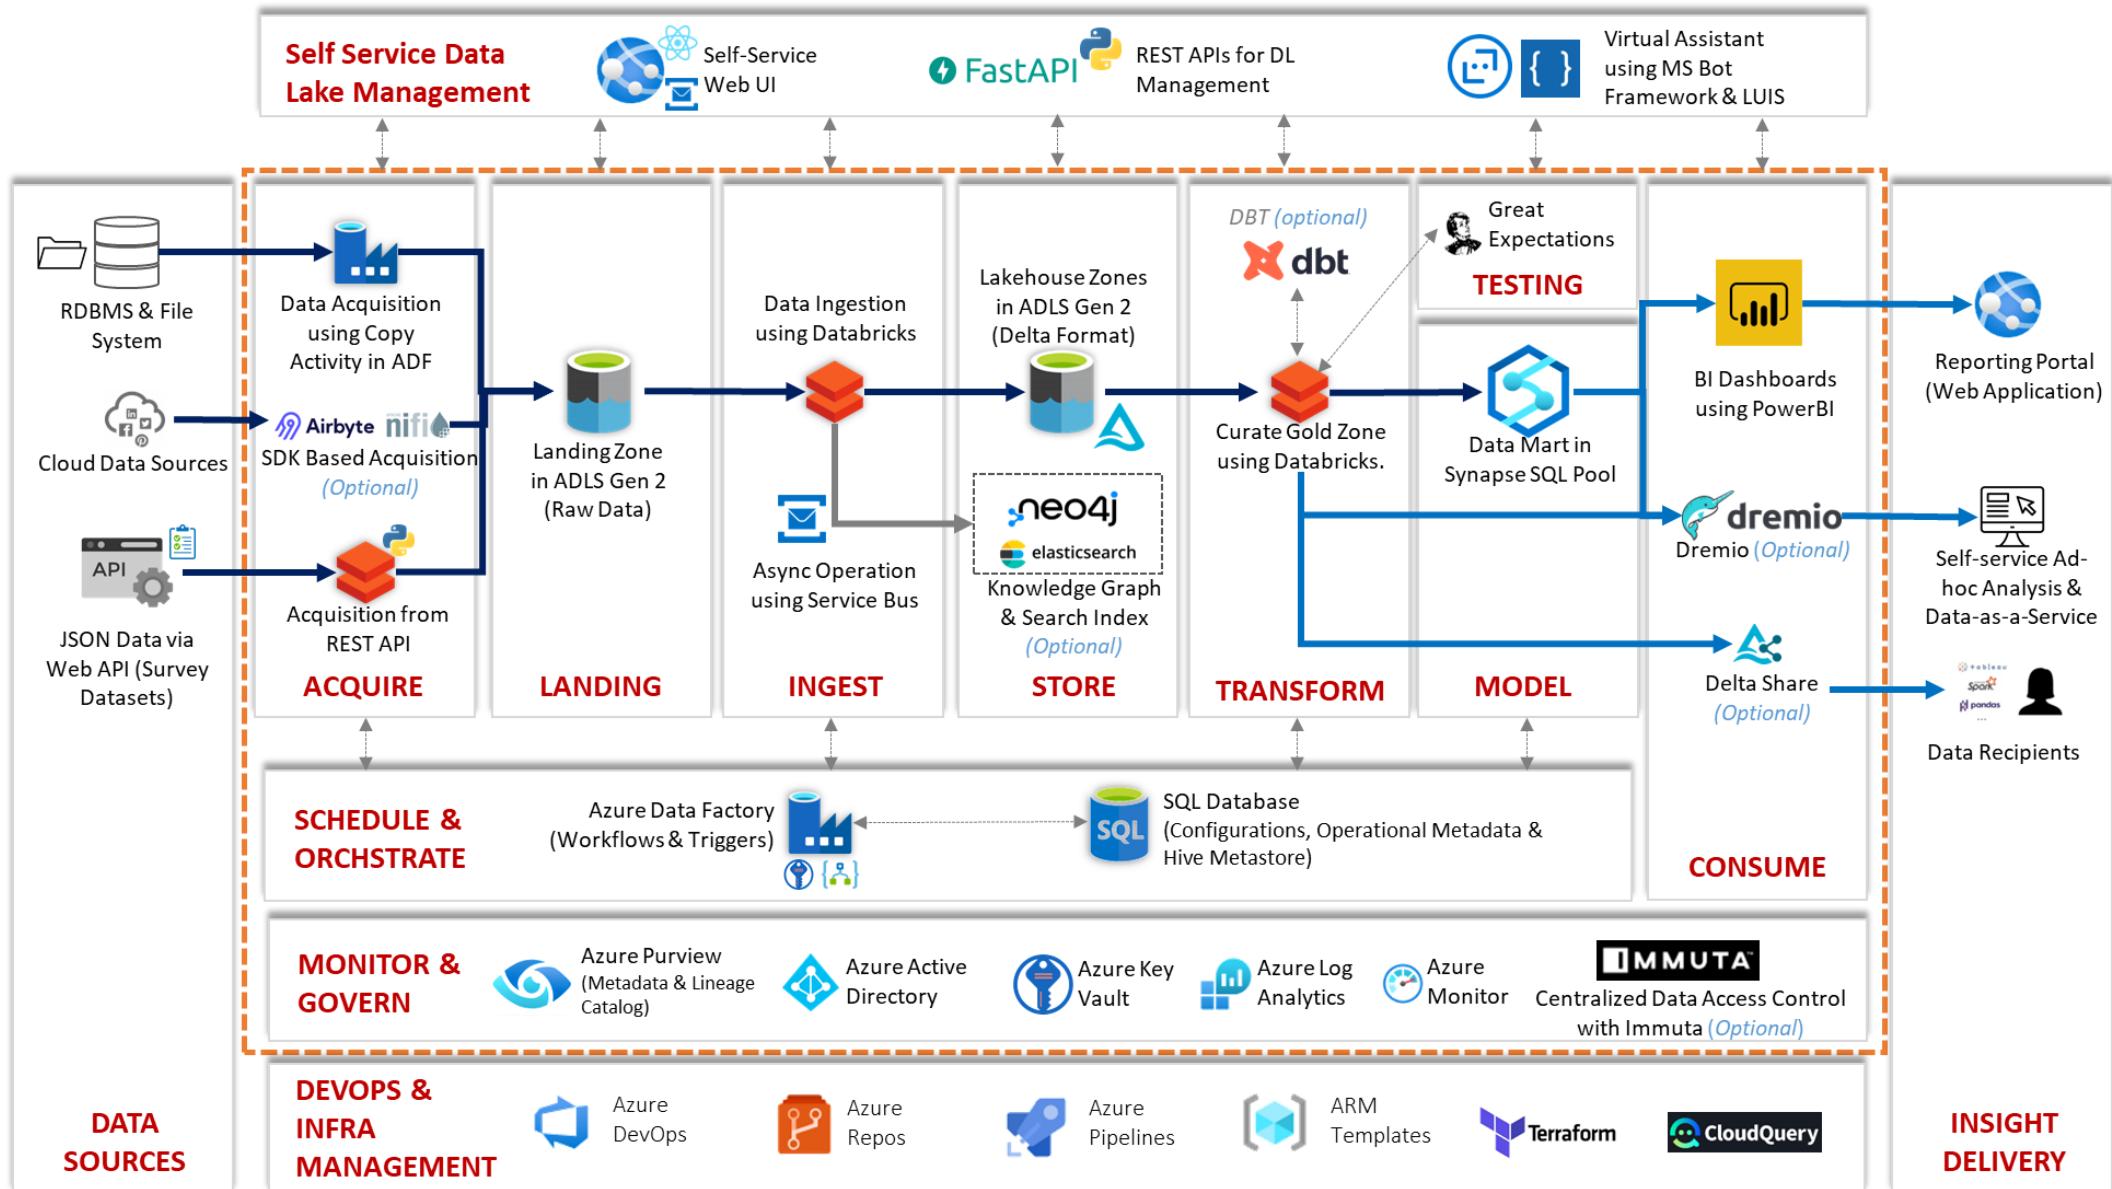 Self Service Data
Lake Management
Self-Service
Web UI
FastAPI
REST APIs for DL
Management
{ }
Virtual Assistant
using MS Bot
Framework & LUIS
RDBMS & File
System
Cloud Data Sources
API
JSON Data via
Web API (Survey
Datasets)
DATA
SOURCES
Data Acquisition
using Copy
Activity in ADF
Airbyte
nifi
SDK Based Acquisition
(Optional)
Acquisition from
REST API
ACQUIRE
Landing Zone
in ADLS Gen 2
(Raw Data)
LANDING
Data Ingestion
using Databricks
Async Operation
using Service Bus
INGEST
Lakehouse Zones
in ADLS Gen 2
(Delta Format)
neo4j
elasticsearch
Knowledge Graph
& Search Index
(Optional)
STORE
DBT (optional)
dbt
Curate Gold Zone
using Databricks.
TRANSFORM
Great
Expectations
TESTING
Data Mart in
Synapse SQL Pool
MODEL
BI Dashboards
using PowerBI
dremio
Dremio (Optional)
Delta Share
(Optional)
CONSUME
Reporting Portal
(Web Application)
Self-service Ad-
hoc Analysis &
Data-as-a-Service
+ableau
Spark
pandas
...
Data Recipients
INSIGHT
DELIVERY
SCHEDULE &
ORCHSTRATE
Azure Data Factory
(Workflows & Triggers)
SQL
SQL Database
(Configurations, Operational Metadata &
Hive Metastore)
MONITOR &
GOVERN
Azure Purview
(Metadata & Lineage
Catalog)
Azure Active
Directory
Azure Key
Vault
Azure Log
Analytics
Azure
Monitor
IMMUTA
Centralized Data Access Control
with Immuta (Optional)
DEVOPS &
INFRA
MANAGEMENT
Azure
DevOps
Azure
Repos
Azure
Pipelines
ARM
Templates
Terraform
CloudQuery